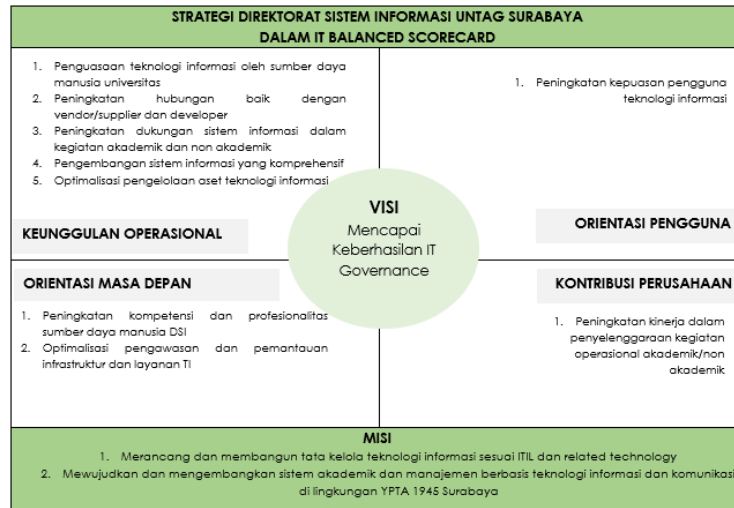 STRATEGI DIREKTORAT SISTEM INFORMASI UNTAG SURABAYA
DALAM IT BALANCED SCORECARD
1. Penguasaan teknologi informasi oleh sumber daya
manusia universitas
2. Peningkatan hubungan baik dengan
vendor/supplier dan developer
3. Peningkatan dukungan sistem informasi dalam
kegiatan akademik dan non akademik
4. Pengembangan sistem informasi yang komprehensif
5. Optimalisasi pengelolaan aset teknologi informasi
KEUNGGULAN OPERASIONAL
1. Peningkatan kepuasan pengguna
teknologi informasi
ORIENTASI PENGGUNA
VISI
Mencapai
Keberhasilan IT
Governance
ORIENTASI MASA DEPAN
1. Peningkatan kompetensi dan profesionalitas
sumber daya manusia DSI
2. Optimalisasi pengawasan dan pemantauan
infrastruktur dan layanan TI
KONTRIBUSI PERUSAHAAN
1. Peningkatan kinerja dalam
penyelenggaraan kegiatan
operasional akademik/non
akademik
MISI
1. Merancang dan membangun tata kelola teknologi informasi sesuai ITIL dan related technology
2. Mewujudkan dan mengembangkan sistem akademik dan manajemen berbasis teknologi informasi dan komunikasi
di lingkungan YPTA 1945 Surabaya